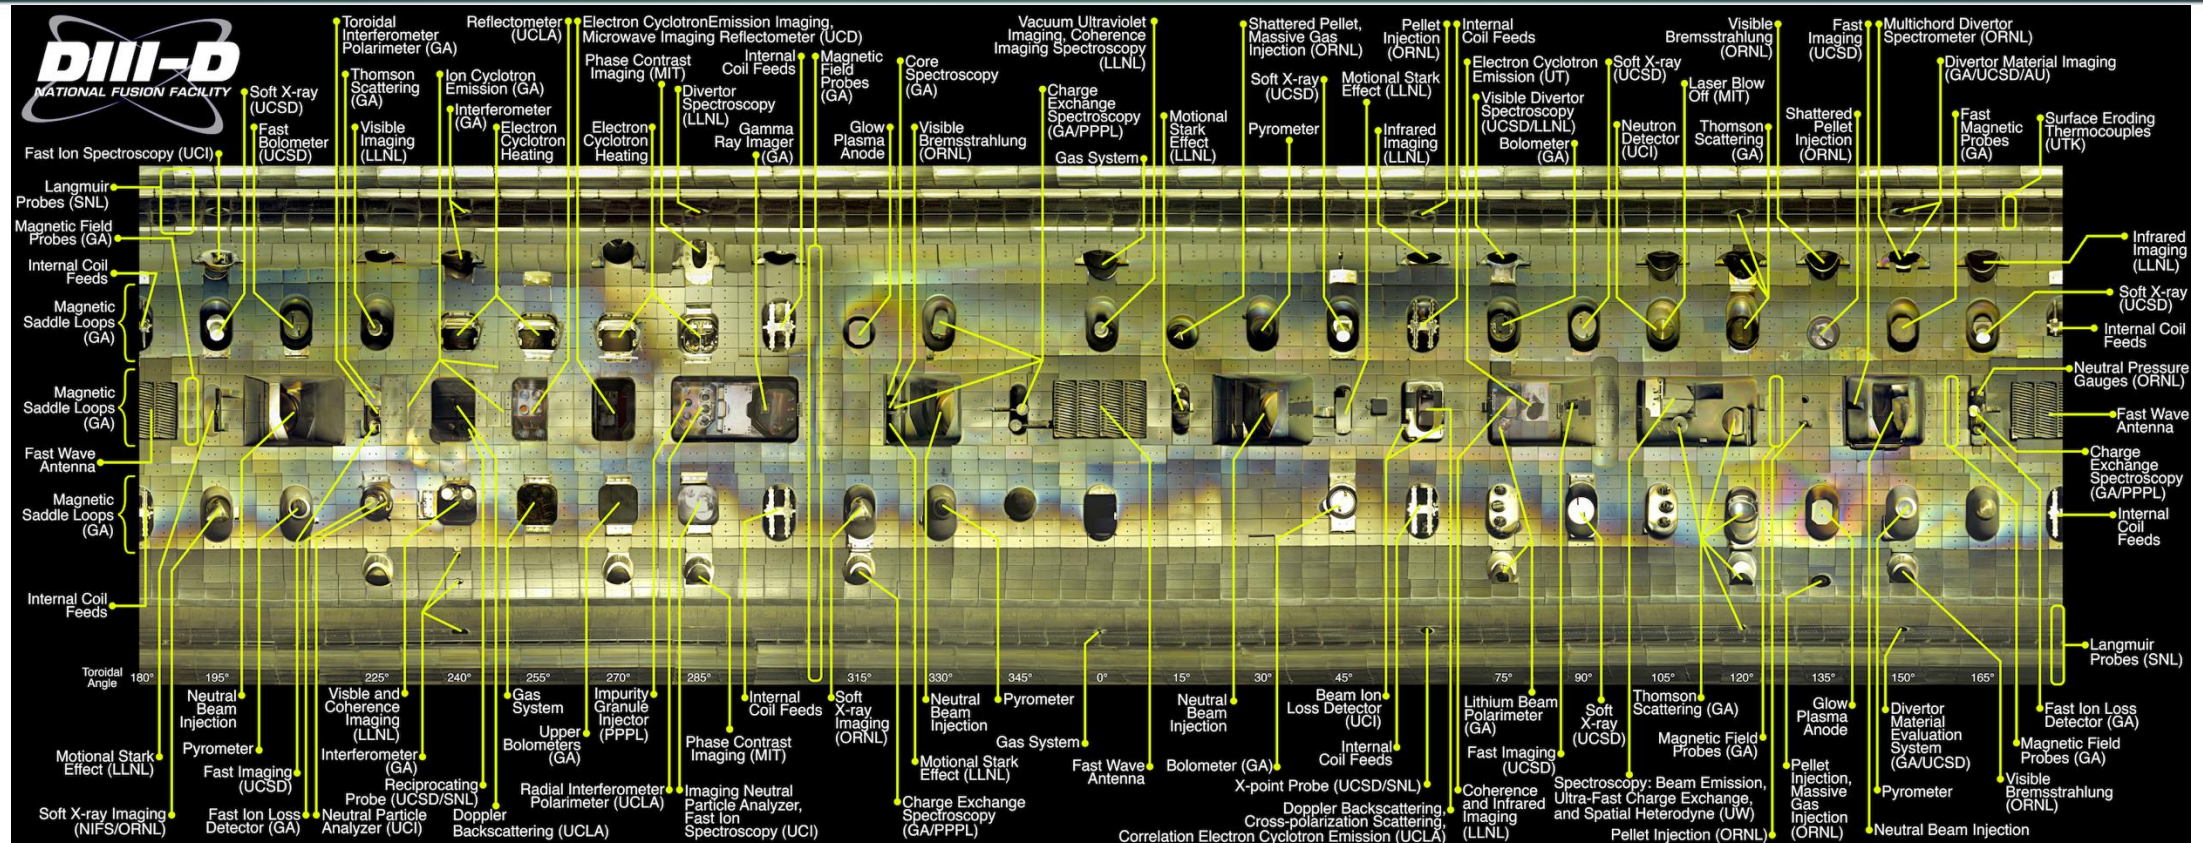 DIII-D
NATIONAL FUSION FACILITY
Toroidal
Interferometer
Polarimeter (GA)
Reflectometer
(UCLA)
Electron CyclotronEmission Imaging,
Microwave Imaging Reflectometer (UCD)
Vacuum Ultraviolet
Imaging, Coherence
Imaging Spectroscopy
(LLNL)
Shattered Pellet,
Massive Gas
Injection (ORNL)
Pellet
Injection
(ORNL)
Internal
Coil Feeds
Visible
Bremsstrahlung
(ORNL)
Fast
Imaging
(UCSD)
Multichord Divertor
Spectrometer (ORNL)
Soft X-ray
(UCSD)
Thomson
Scattering
(GA)
Ion Cyclotron
Emission (GA)
Phase Contrast
Imaging (MIT)
Internal
Coil Feeds
Magnetic
Field
Probes
(GA)
Core
Spectroscopy
(GA)
Soft X-ray
(UCSD)
Motional Stark
Effect (LLNL)
Electron Cyclotron
Emission (UT)
Soft X-ray
(UCSD)
Laser Blow
Off (MIT)
Divertor Material Imaging
(GA/UCSD/AU)
Fast
Bolometer
(UCSD)
Visible
Imaging
(LLNL)
Interferometer
(GA)
Electron
Cyclotron
Heating
Electron
Cyclotron
Heating
Divertor
Spectroscopy
(LLNL)
Gamma
Ray Imager
(GA)
Glow
Plasma
Anode
Visible
Bremsstrahlung
(ORNL)
Charge
Exchange
Spectroscopy
(GA/PPPL)
Gas System
Motional
Stark
Effect
(LLNL)
Pyrometer
Infrared
Imaging
(LLNL)
Visible Divertor
Spectroscopy
(UCSD/LLNL)
Bolometer
(GA)
Neutron
Detector
(UCI)
Thomson
Scattering
(GA)
Shattered
Pellet
Injection
(ORNL)
Fast
Magnetic
Probes
(GA)
Surface Eroding
Thermocouples
(UTK)
Fast Ion Spectroscopy (UCI)
Langmuir
Probes (SNL)
Magnetic Field
Probes (GA)
Internal Coil
Feeds
Magnetic
Saddle Loops
(GA)
Magnetic
Saddle Loops
(GA)
Fast Wave
Antenna
Magnetic
Saddle Loops
(GA)
Internal Coil
Feeds
Infrared
Imaging
(LLNL)
Soft X-ray
(UCSD)
Internal Coil
Feeds
Neutral Pressure
Gauges (ORNL)
Fast Wave
Antenna
Charge
Exchange
Spectroscopy
(GA/PPPL)
Internal
Coil
Feeds
Langmuir
Probes (SNL)
Toroidal
Angle
180° 195° 225° 240° 255° 270° 285° 315° 330° 345° 0° 15° 30° 45° 75° 90° 105° 120° 135° 150° 165°
Neutral
Beam
Injection
Visble and
Coherence
Imaging
(LLNL)
Gas
System
Impurity
Granule
Injector
(PPPL)
Internal
Coil Feeds
Soft
X-ray
Imaging
(ORNL)
Neutral
Beam
Injection
Pyrometer
Neutral
Beam
Injection
Beam Ion
Loss Detector
(UCI)
Lithium Beam
Polarimeter
(GA)
Soft
X-ray
(UCSD)
Thomson
Scattering (GA)
Glow
Plasma
Anode
Divertor
Material
Evaluation
System
(GA/UCSD)
Fast Ion Loss
Detector (GA)
Motional Stark
Effect (LLNL)
Pyrometer
Fast Imaging
(UCSD)
Interferometer
(GA)
Upper
Bolometers
(GA)
Phase Contrast
Imaging (MIT)
Motional Stark
Effect (LLNL)
Gas System
Fast Wave
Antenna
Bolometer (GA)
Internal
Coil
Feeds
Fast Imaging
(UCSD)
Magnetic Field
Probes (GA)
Magnetic Field
Probes (GA)
Soft X-ray Imaging
(NIFS/ORNL)
Fast Ion Loss
Detector (GA)
Neutral Particle
Analyzer (UCI)
Reciprocating
Probe (UCSD/SNL)
Doppler
Backscattering (UCLA)
Radial Interferometer
Polarimeter (UCLA)
Imaging Neutral
Particle Analyzer,
Fast Ion
Spectroscopy (UCI)
Charge Exchange
Spectroscopy
(GA/PPPL)
X-point Probe (UCSD/SNL)
Doppler Backscattering,
Cross-polarization Scattering,
Correlation Electron Cyclotron Emission (UCLA)
Coherence
and Infrared
Imaging
(LLNL)
Spectroscopy: Beam Emission,
Ultra-Fast Charge Exchange,
and Spatial Heterodyne (UW)
Pellet Injection (ORNL)
Pellet
Injection,
Massive
Gas
Injection
(ORNL)
Pyrometer
Visible
Bremsstrahlung
(ORNL)
Neutral Beam Injection